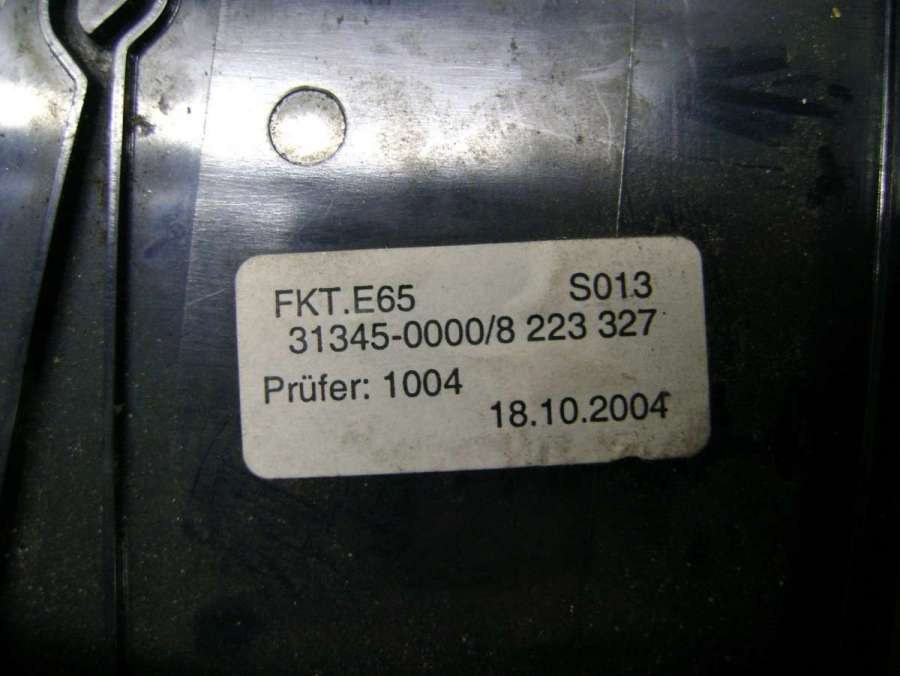 FKT.E65 S013
31345-0000/8 223 327
Prüfer: 1004
18.10.2004